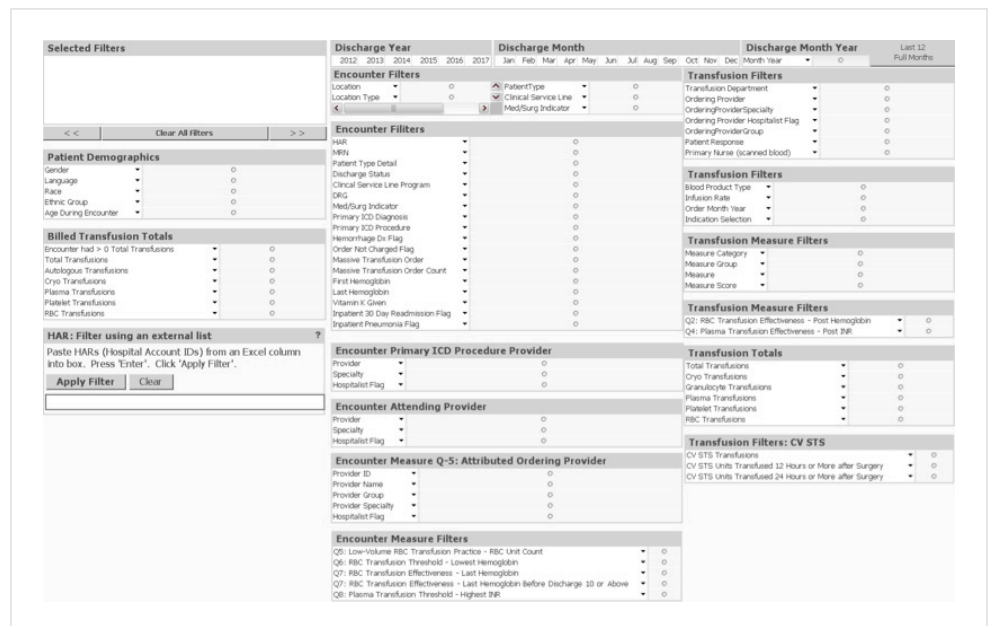 Selected Filters
<< Clear All Filters >>
Patient Demographics
Gender
Language
Race
Ethnic Group
Age During Encounter
Billed Transfusion Totals
Encounter had > 0 Total Transfusions
Total Transfusions
Autologous Transfusions
Cryo Transfusions
Plasma Transfusions
Platelet Transfusions
RBC Transfusions
HAR: Filter using an external list ?
Paste HARs (Hospital Account IDs) from an Excel column
into box. Press 'Enter'. Click 'Apply Filter'.
Apply Filter Clear
Discharge Year
2012 2013 2014 2015 2016 2017
Discharge Month
Jan Feb Mar Apr May Jun Jul Aug Sep Oct Nov Dec
Discharge Month Year
Month Year
Last 12
Full Months
Encounter Filters
Location
Location Type
PatientType
Clinical Service Line
Med/Surg Indicator
Encounter Filiters
HAR
MRN
Patient Type Detail
Discharge Status
Clincal Service Line Program
DRG
Med/Surg Indicator
Primary ICD Diagnosis
Primary ICD Procedure
Hemorrhage Dx Flag
Order Not Charged Flag
Massive Transfusion Order
Massive Transfusion Order Count
First Hemoglobin
Last Hemoglobin
Vitamin K Given
Inpatient 30 Day Readmission Flag
Inpatient Pneumonia Flag
Encounter Primary ICD Procedure Provider
Provider
Specialty
Hospitalist Flag
Encounter Attending Provider
Provider
Specialty
Hospitalist Flag
Encounter Measure Q-5: Attributed Ordering Provider
Provider ID
Provider Name
Provider Group
Provider Specialty
Hospitalist Flag
Encounter Measure Filters
Q5: Low-Volume RBC Transfusion Practice - RBC Unit Count
Q6: RBC Transfusion Threshold - Lowest Hemoglobin
Q7: RBC Transfusion Effectiveness - Last Hemoglobin
Q7: RBC Transfusion Effectiveness - Last Hemoglobin Before Discharge 10 or Above
Q8: Plasma Transfusion Threshold - Highest INR
Transfusion Filters
Transfusion Department
Ordering Provider
OrderingProviderSpecialty
Ordering Provider Hospitalist Flag
OrderingProviderGroup
Patient Response
Primary Nurse (scanned blood)
Transfusion Filters
Blood Product Type
Infusion Rate
Order Month Year
Indication Selection
Transfusion Measure Filters
Measure Category
Measure Group
Measure
Measure Score
Transfusion Measure Filters
Q2: RBC Transfusion Effectiveness - Post Hemoglobin
Q4: Plasma Transfusion Effectiveness - Post INR
Transfusion Totals
Total Transfusions
Cryo Transfusions
Granulocyte Transfusions
Plasma Transfusions
Platelet Transfusions
RBC Transfusions
Transfusion Filters: CV STS
CV STS Transfusions
CV STS Units Transfused 12 Hours or More after Surgery
CV STS Units Transfused 24 Hours or More after Surgery